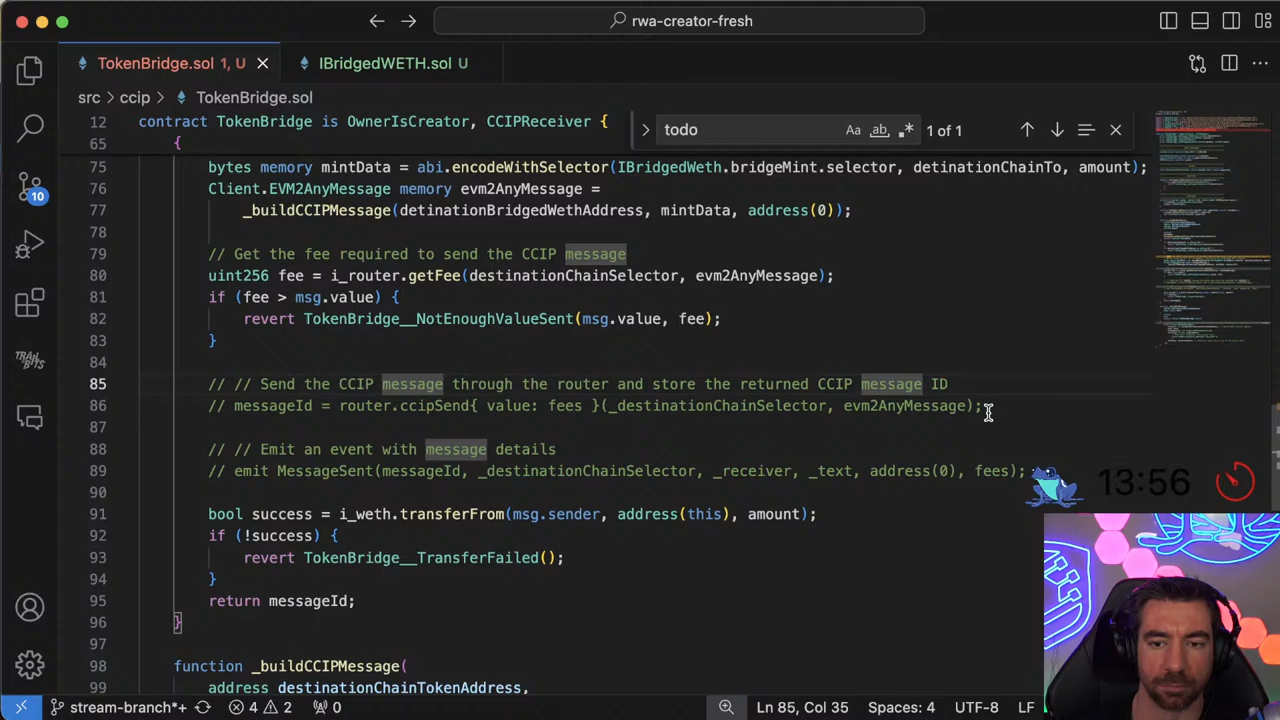 rwa-creator-fresh
TokenBridge.sol 1, U
IBridgedWETH.sol U
src > ccip > TokenBridge.sol
12 contract TokenBridge is OwnerIsCreator, CCIPReceiver {
todo
Aa ab .* 1 of 1
65 {
75 bytes memory mintData = abi.encodeWithSelector(IBridgedWeth. mint.selector, destinationChainTo, amount);
76 Client.EVM2AnyMessage memory evm2AnyMessage =
77 _buildCCIPMessage(detinationBridgedWethAddress, mintData, address(0));
78
79 // Get the fee required to send the CCIP message
80 uint256 fee = i_router.getFee(destinationChainSelector, evm2AnyMessage);
81 if (fee > msg.value) {
82 revert TokenBridge__NotEnoughValueSent(msg.value, fee);
83 }
84
85 // // Send the CCIP message through the router and store the returned CCIP message ID
86 // messageId = router.ccipSend{ value: fees }(_destinationChainSelector, evm2AnyMessage);
87
88 // // Emit an event with message details
89 // emit MessageSent(messageId, _destinationChainSelector, _receiver, _text, address(0), fees);
90
13:56
91 bool success = i_weth.transferFrom(msg.sender, address(this), amount);
92 if (!success) {
93 revert TokenBridge__TransferFailed();
94 }
95 return messageId;
96 }
97
98 function _buildCCIPMessage(
99 address destinationChainTokenAddress,
10
TRAIL OF BITS
stream-branch*+ 4 2 0 Ln 85, Col 35 Spaces: 4 UTF-8 LF